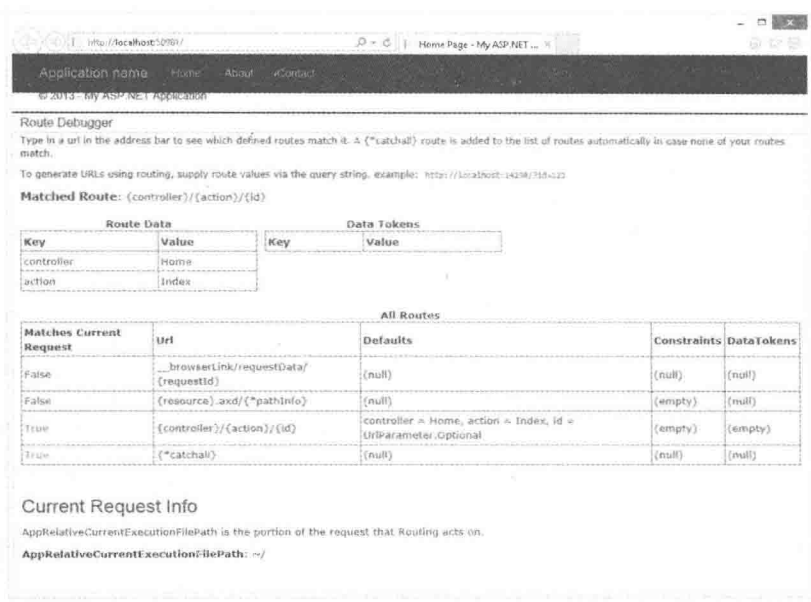 http://localhost:50981/
Home Page - My ASP.NET ...
Application name Home About Contact
© 2013 - My ASP.NET Application
Route Debugger
Type in a url in the address bar to see which defined routes match it. A {*catchall} route is added to the list of routes automatically in case none of your routes
match.
To generate URLs using routing, supply route values via the query string. example: http://localhost:14230/?id=123
Matched Route: {controller}/{action}/{id}
Route Data Data Tokens
Key Value Key Value
controller Home
action Index
All Routes
Matches Current Request Url Defaults Constraints DataTokens
False __browserLink/requestData/{requestId} (null) (null) (null)
False {resource}.axd/{*pathInfo} (null) (empty) (null)
True {controller}/{action}/{id} controller = Home, action = Index, id = UrlParameter.Optional (empty) (empty)
True {*catchall} (null) (null) (null)
Current Request Info
AppRelativeCurrentExecutionFilePath is the portion of the request that Routing acts on.
AppRelativeCurrentExecutionFilePath: ~/